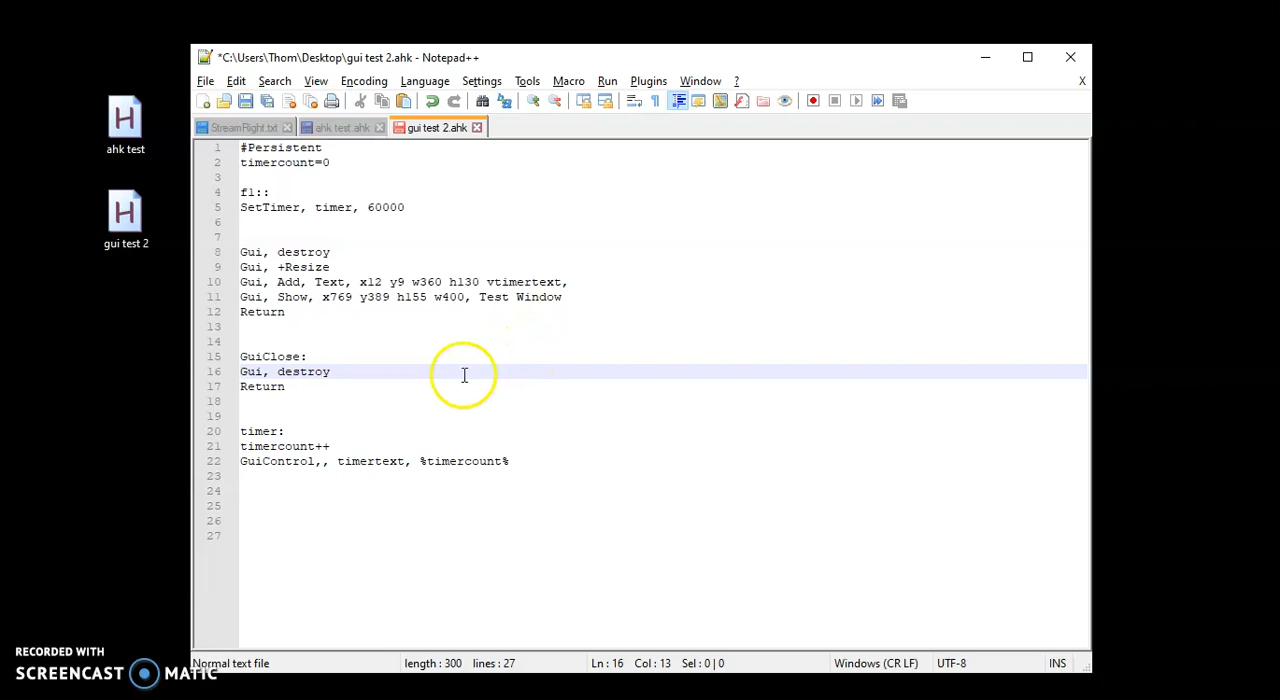 *C:\Users\Thom\Desktop\gui test 2.ahk - Notepad++
File Edit Search View Encoding Language Settings Tools Macro Run Plugins Window ? X
StreamRight.txt ahk test.ahk gui test 2.ahk
ahk test
gui test 2
1 #Persistent
2 timercount=0
3
4 f1::
5 SetTimer, timer, 60000
6
7
8 Gui, destroy
9 Gui, +Resize
10 Gui, Add, Text, x12 y9 w360 h130 vtimertext,
11 Gui, Show, x769 y389 h155 w400, Test Window
12 Return
13
14
15 GuiClose:
16 Gui, destroy
17 Return
18
19
20 timer:
21 timercount++
22 GuiControl,, timertext, %timercount%
23
24
25
26
27
RECORDED WITH
SCREENCAST MATIC
Normal text file length : 300 lines : 27 Ln : 16 Col : 13 Sel : 0 | 0 Windows (CR LF) UTF-8 INS